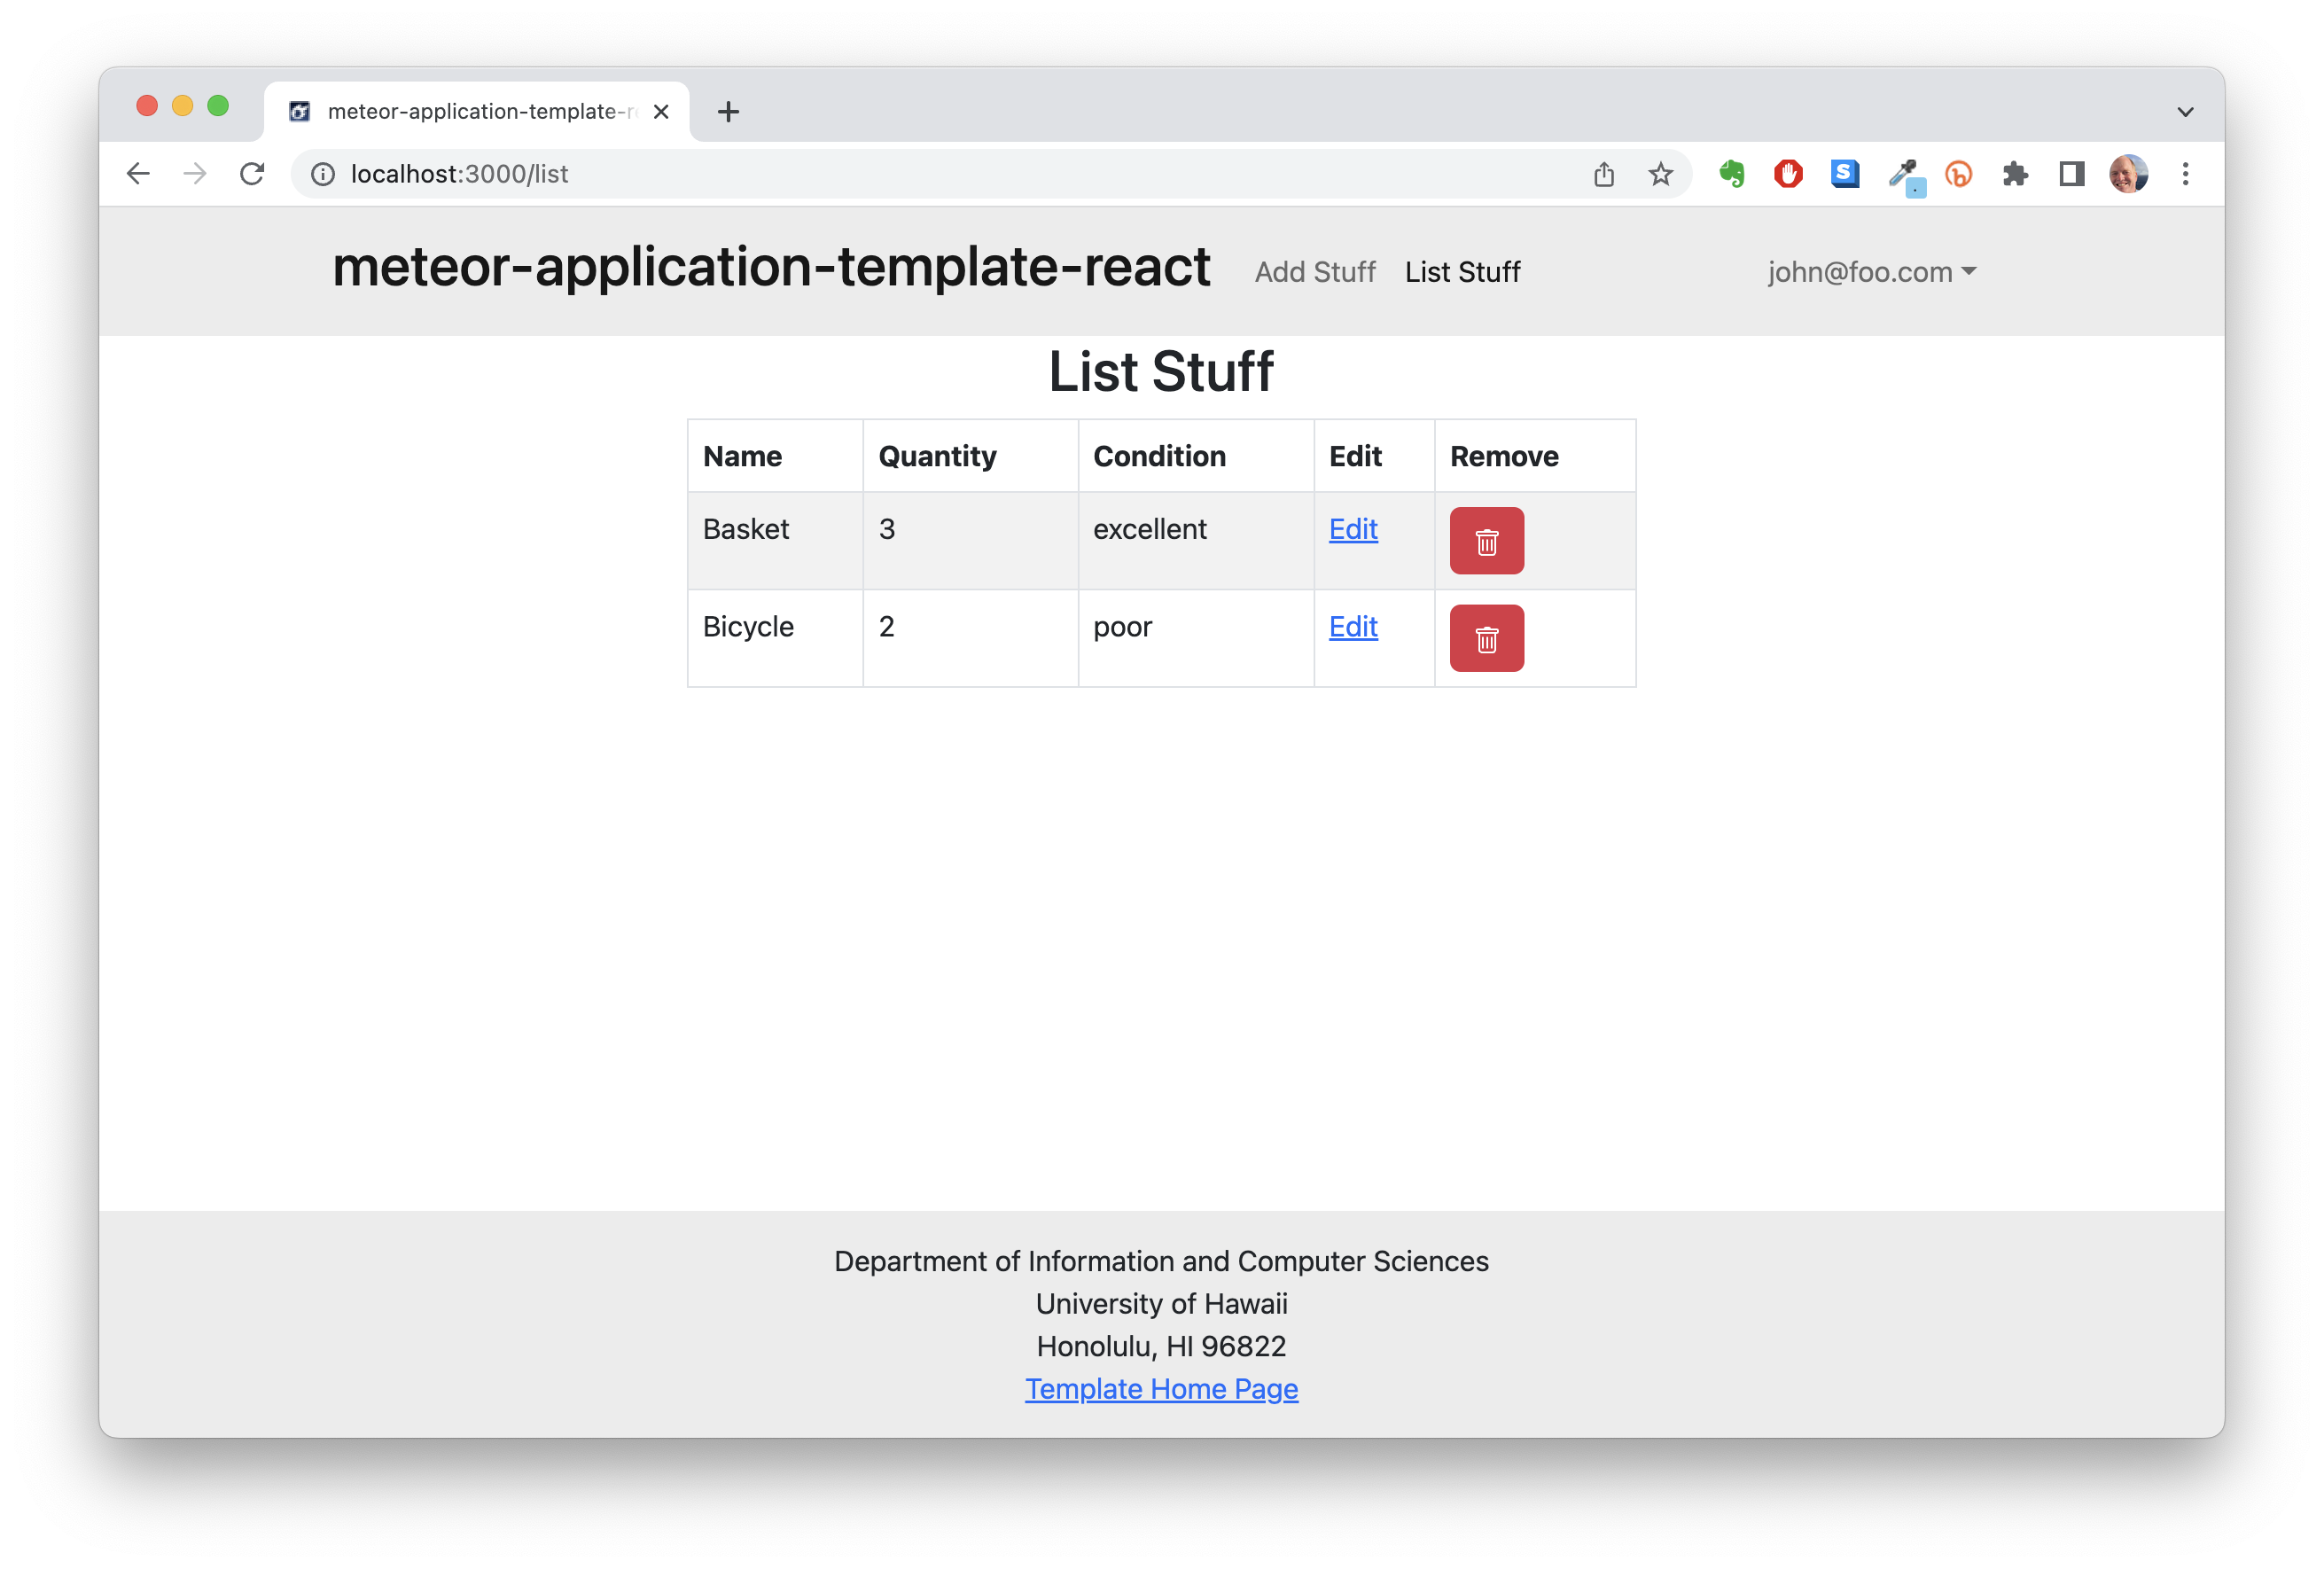 meteor-application-template-r
localhost:3000/list
meteor-application-template-react Add Stuff List Stuff john@foo.com
List Stuff
Name Quantity Condition Edit Remove
Basket 3 excellent Edit
Bicycle 2 poor Edit
Department of Information and Computer Sciences
University of Hawaii
Honolulu, HI 96822
Template Home Page